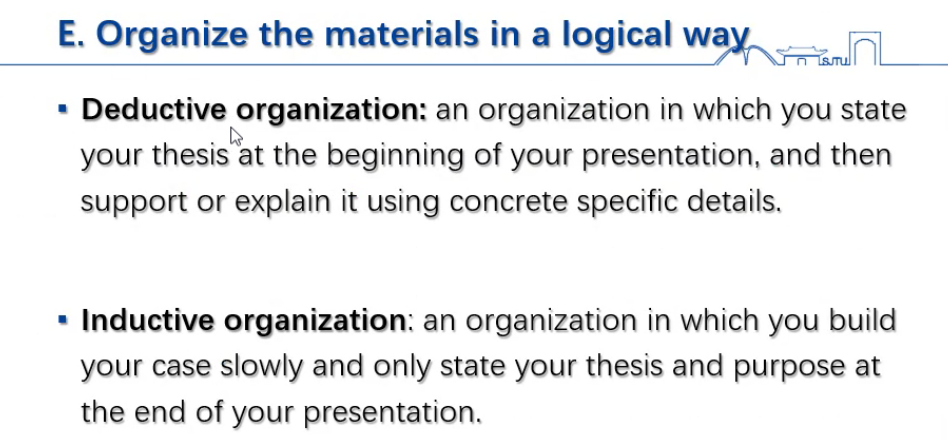 E. Organize the materials in a logical way
▪ Deductive organization: an organization in which you state
your thesis at the beginning of your presentation, and then
support or explain it using concrete specific details.
▪ Inductive organization: an organization in which you build
your case slowly and only state your thesis and purpose at
the end of your presentation.